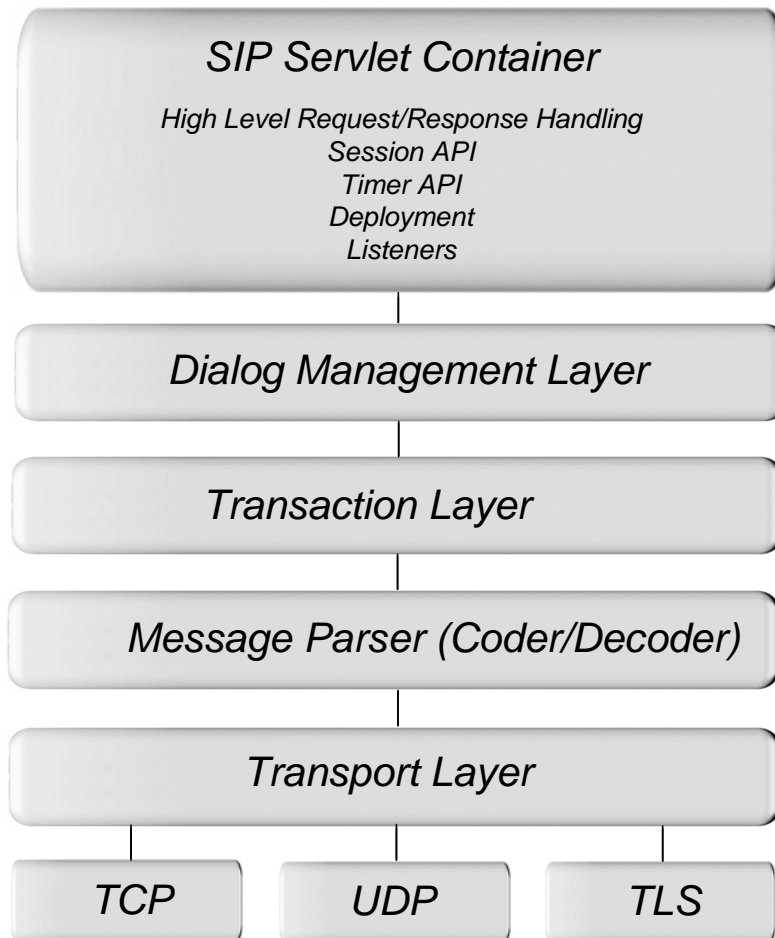 SIP Servlet Container
High Level Request/Response Handling
Session API
Timer API
Deployment
Listeners
Dialog Management Layer
Transaction Layer
Message Parser (Coder/Decoder)
Transport Layer
TCP
UDP
TLS